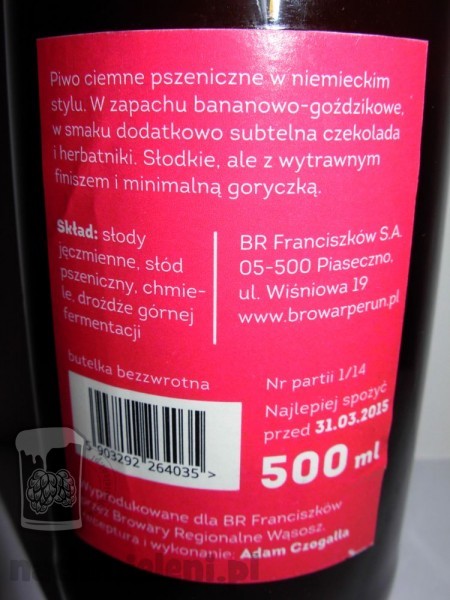 Piwo ciemne pszeniczne w niemieckim
stylu. W zapachu bananowo-goździkowe,
w smaku dodatkowo subtelna czekolada
i herbatniki. Słodkie, ale z wytrawnym
finiszem i minimalną goryczką.
Skład: słody
jęczmienne, słód
pszeniczny, chmie-
le, drożdże górnej
fermentacji
BR Franciszków S.A.
05-500 Piaseczno,
ul. Wiśniowa 19
www.browarperun.pl
butelka bezzwrotna
5 903292 264035 >
Nr partii 1/14
Najlepiej spożyć
przed 31.03.2015
500 ml
Wyprodukowane dla BR Franciszków
przez Browary Regionalne Wąsosz.
Receptura i wykonanie: Adam Czogalla